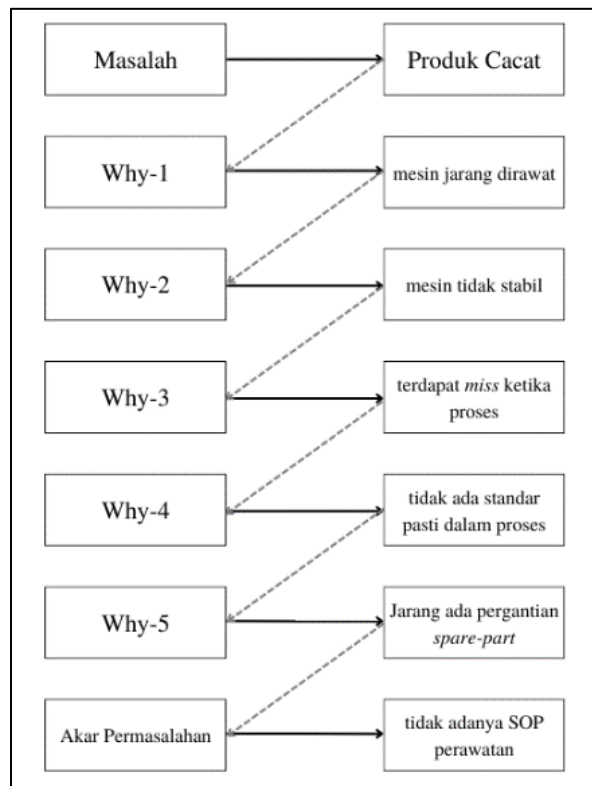 Masalah
Produk Cacat
Why-1
mesin jarang dirawat
Why-2
mesin tidak stabil
Why-3
terdapat miss ketika
proses
Why-4
tidak ada standar
pasti dalam proses
Why-5
Jarang ada pergantian
spare-part
Akar Permasalahan
tidak adanya SOP
perawatan